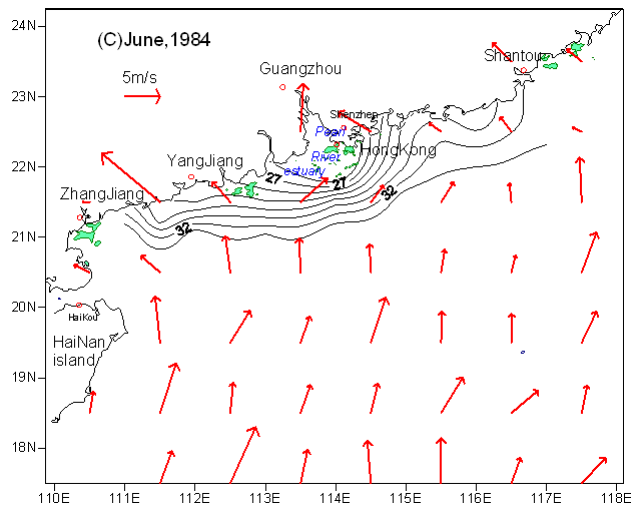 24N
(C)June,1984
Shantour
Guangzhou
5m/s
23N
Shenzhen
Pearl
HongKong
YangJiang
River
22N
estuary
27
27
ZhangJiang
32
32
21N
20N
HaiKou
HaiNan
island
19N
18N
110E 111E 112E 113E 114E 115E 116E 117E 118E